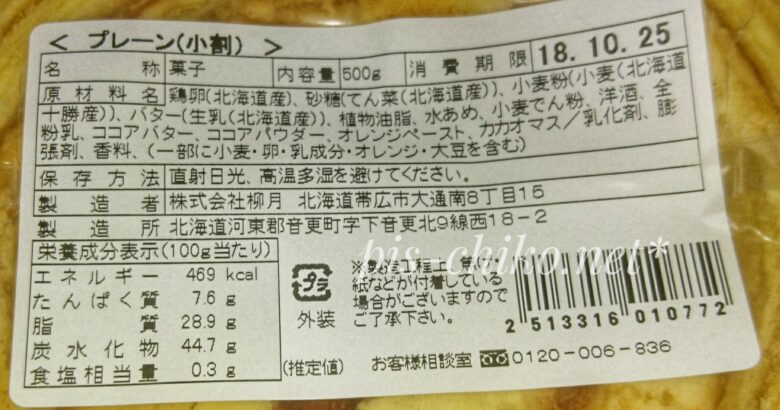 < プレーン(小割) >
名称 菓子 内容量 500g 消費期限 18.10.25
原材料名 鶏卵(北海道産)、砂糖(てん菜(北海道産))、小麦粉(小麦(北海道
十勝産))、バター(生乳(北海道産))、植物油脂、水あめ、小麦でん粉、洋酒、全
粉乳、ココアバター、ココアパウダー、オレンジペースト、カカオマス/乳化剤、膨
張剤、香料、(一部に小麦・卵・乳成分・オレンジ・大豆を含む)
保存方法 直射日光、高温多湿を避けてください。
製造者 株式会社柳月 北海道帯広市大通南8丁目15
製造所 北海道河東郡音更町字下音更北9線西18-2
栄養成分表示(100g当たり)
エネルギー 469 kcal
たんぱく質 7.6 g
脂質 28.9 g
炭水化物 44.7 g
食塩相当量 0.3 g
(推定値)
プラ
外装
※製造工程上、
紙などが付着している
場合がございますので
ご了承下さい。
2 513316 010772
お客様相談室 0120-006-836
pis-chiko.net*